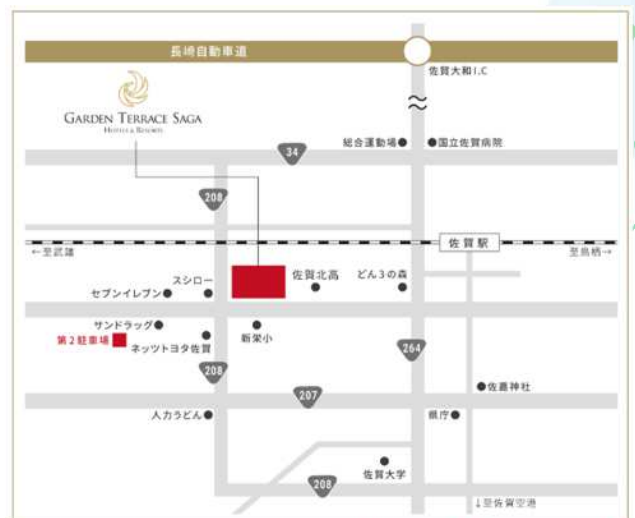 長崎自動車道
佐賀大和I.C
GARDEN TERRACE SAGA
HOTELS & RESORTS
総合運動場
国立佐賀病院
34
208
佐賀駅
←至武雄
至鳥栖→
スシロー
佐賀北高
どん3の森
セブンイレブン
サンドラッグ
新栄小
第2駐車場
ネッツトヨタ佐賀
264
208
207
佐嘉神社
人力うどん
県庁
佐賀大学
208
↓至佐賀空港